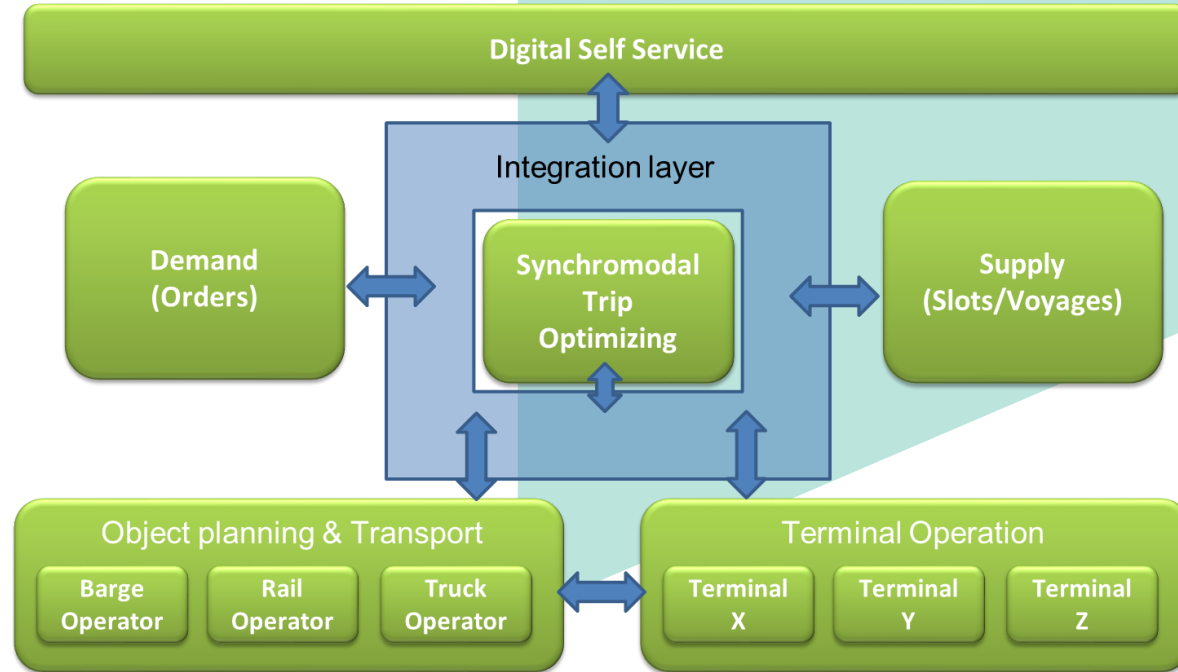 Digital Self Service
Integration layer
Demand
(Orders)
Synchromodal
Trip
Optimizing
Supply
(Slots/Voyages)
Object planning & Transport
Barge
Operator
Rail
Operator
Truck
Operator
Terminal Operation
Terminal
X
Terminal
Y
Terminal
Z